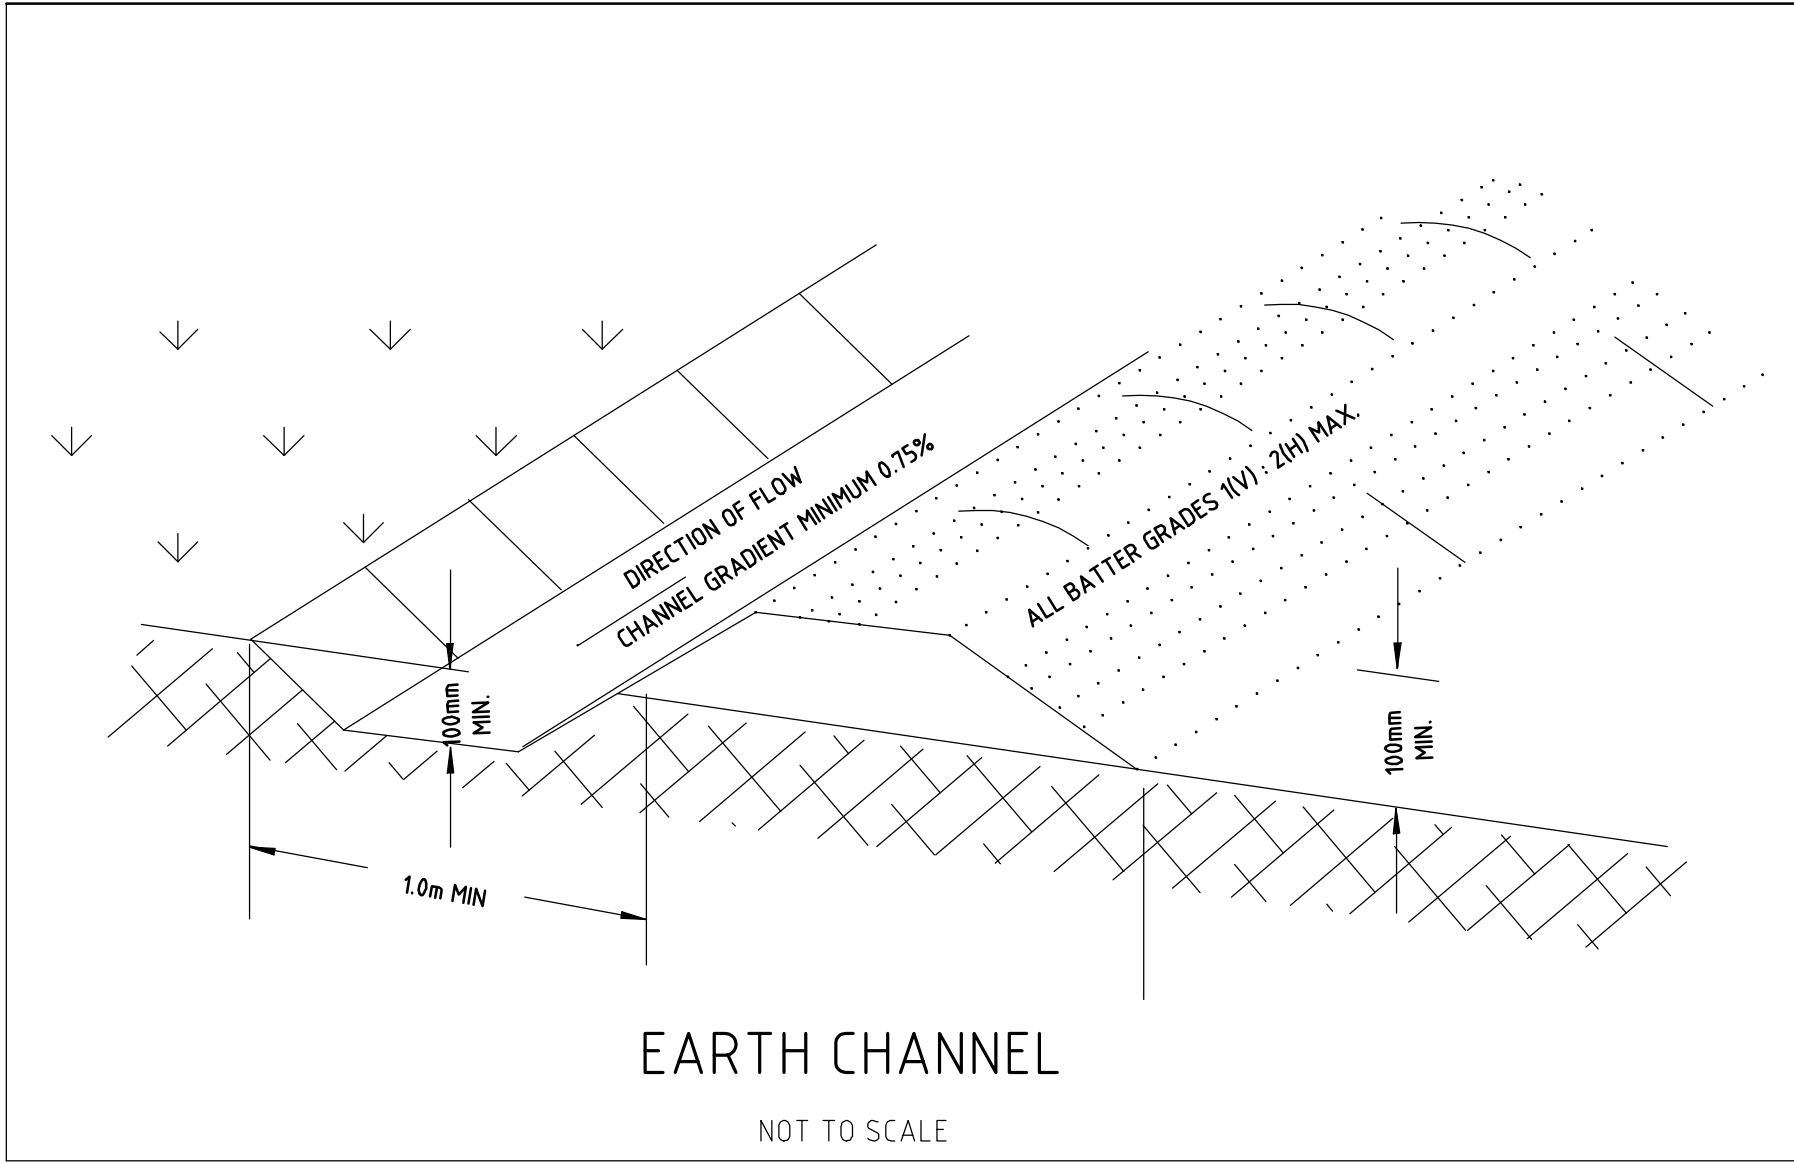 DIRECTION OF FLOW
CHANNEL GRADIENT MINIMUM 0.75%
ALL BATTER GRADES 1(V) : 2(H) MAX.
100mm
MIN.
100mm
MIN.
1.0m MIN
EARTH CHANNEL
NOT TO SCALE